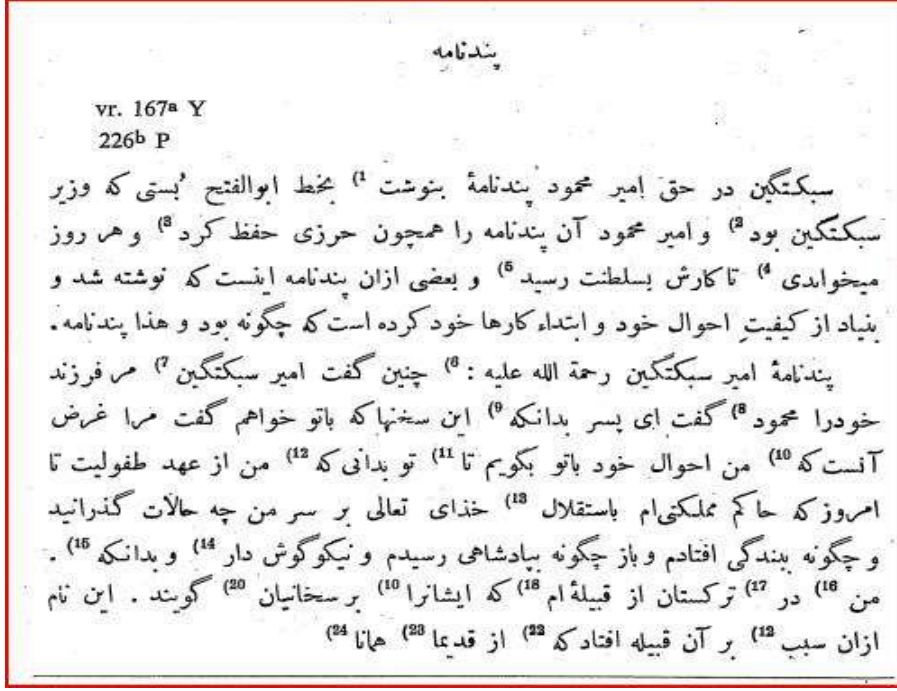 پندنامه
vr. 167a Y
226b P
سبکتگین در حق امیر محمود پندنامهٔ بنوشت (1 بخط ابوالفتح بُستی که وزیر
سبکتگین بود (2 و امیر محمود آن پندنامه را همچون حرزی حفظ کرد (3 و هر روز
میخواندی (4 تا کارش بسلطنت رسید (5 و بعضی ازان پندنامه اینست که نوشته شد و
بنیاد از کیفیتِ احوال خود و ابتداء کارها خود کرده است که چگونه بود و هذا پندنامه.
پندنامهٔ امیر سبکتگین رحمة الله علیه : (6 چنین گفت امیر سبکتگین (7 مر فرزند
خودرا محمود (8 گفت ای پسر بدانکه (9 این سخنها که باتو خواهم گفت مرا غرض
آنست که (10 من احوال خود باتو بگویم تا (11 تو بدانی که (12 من از عهد طفولیت تا
امروز که حاکم مملکتی‌ام باستقلال (13 خذای تعالی بر سر من چه حالات گذرانید
و چگونه ببندگی افتادم و باز چگونه بپادشاهی رسیدم و نیکو گوش دار (14 و بدانکه (15 .
من (16 در (17 ترکستان از قبیلهٔ ام (18 که ایشانرا (10 برسخانیان (20 گویند . این نام
ازان سبب (12 بر آن قبیله افتاد که (22 از قدیما (23 همانا (24